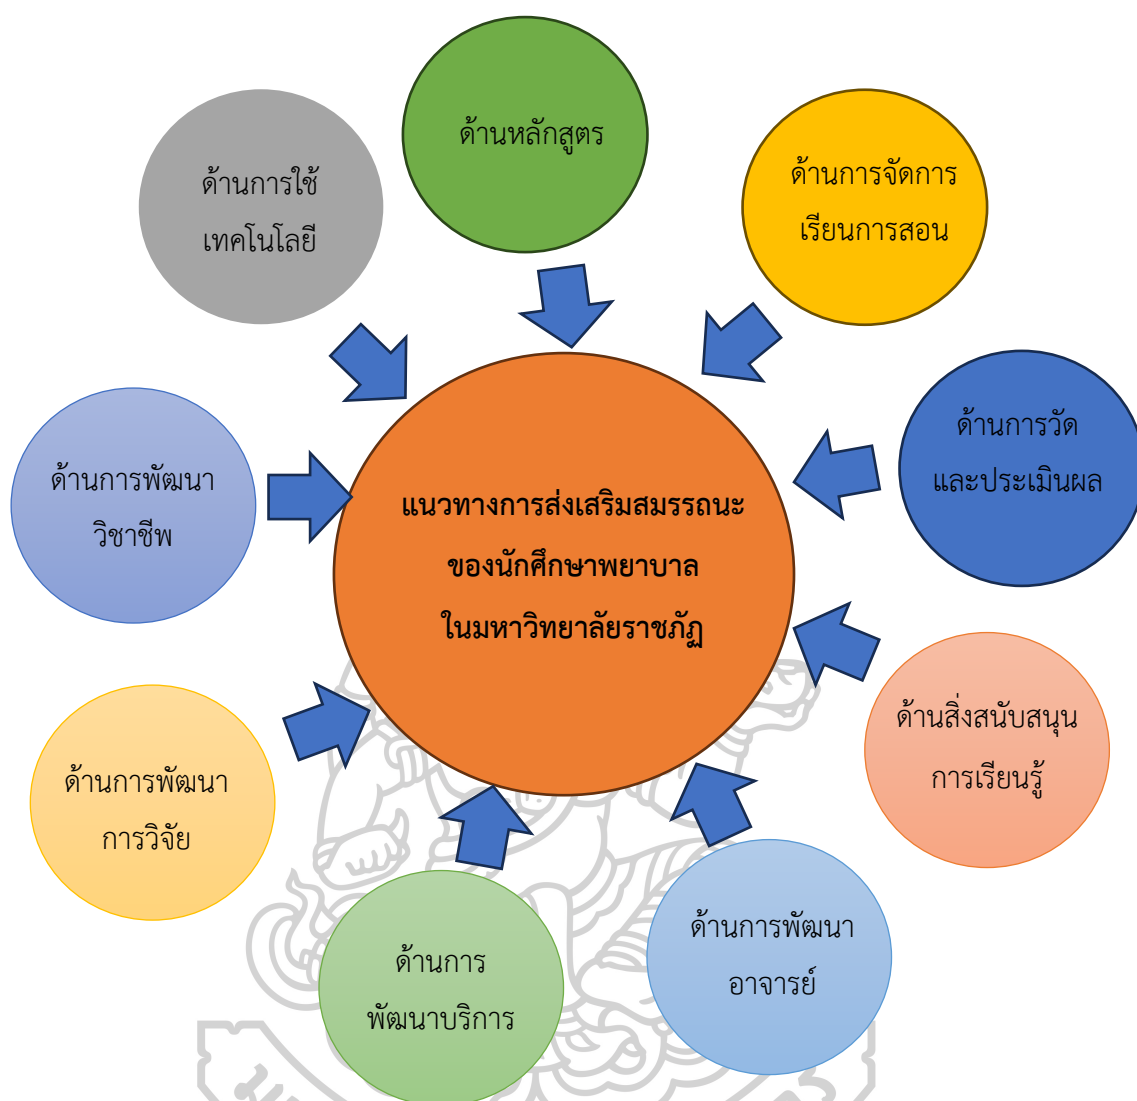 ด้านหลักสูตร
ด้านการจัดการ
เรียนการสอน
ด้านการวัด
และประเมินผล
ด้านสิ่งสนับสนุน
การเรียนรู้
ด้านการพัฒนา
อาจารย์
ด้านการ
พัฒนาบริการ
ด้านการพัฒนา
การวิจัย
ด้านการพัฒนา
วิชาชีพ
ด้านการใช้
เทคโนโลยี
แนวทางการส่งเสริมสมรรถนะ
ของนักศึกษาพยาบาล
ในมหาวิทยาลัยราชภัฏ